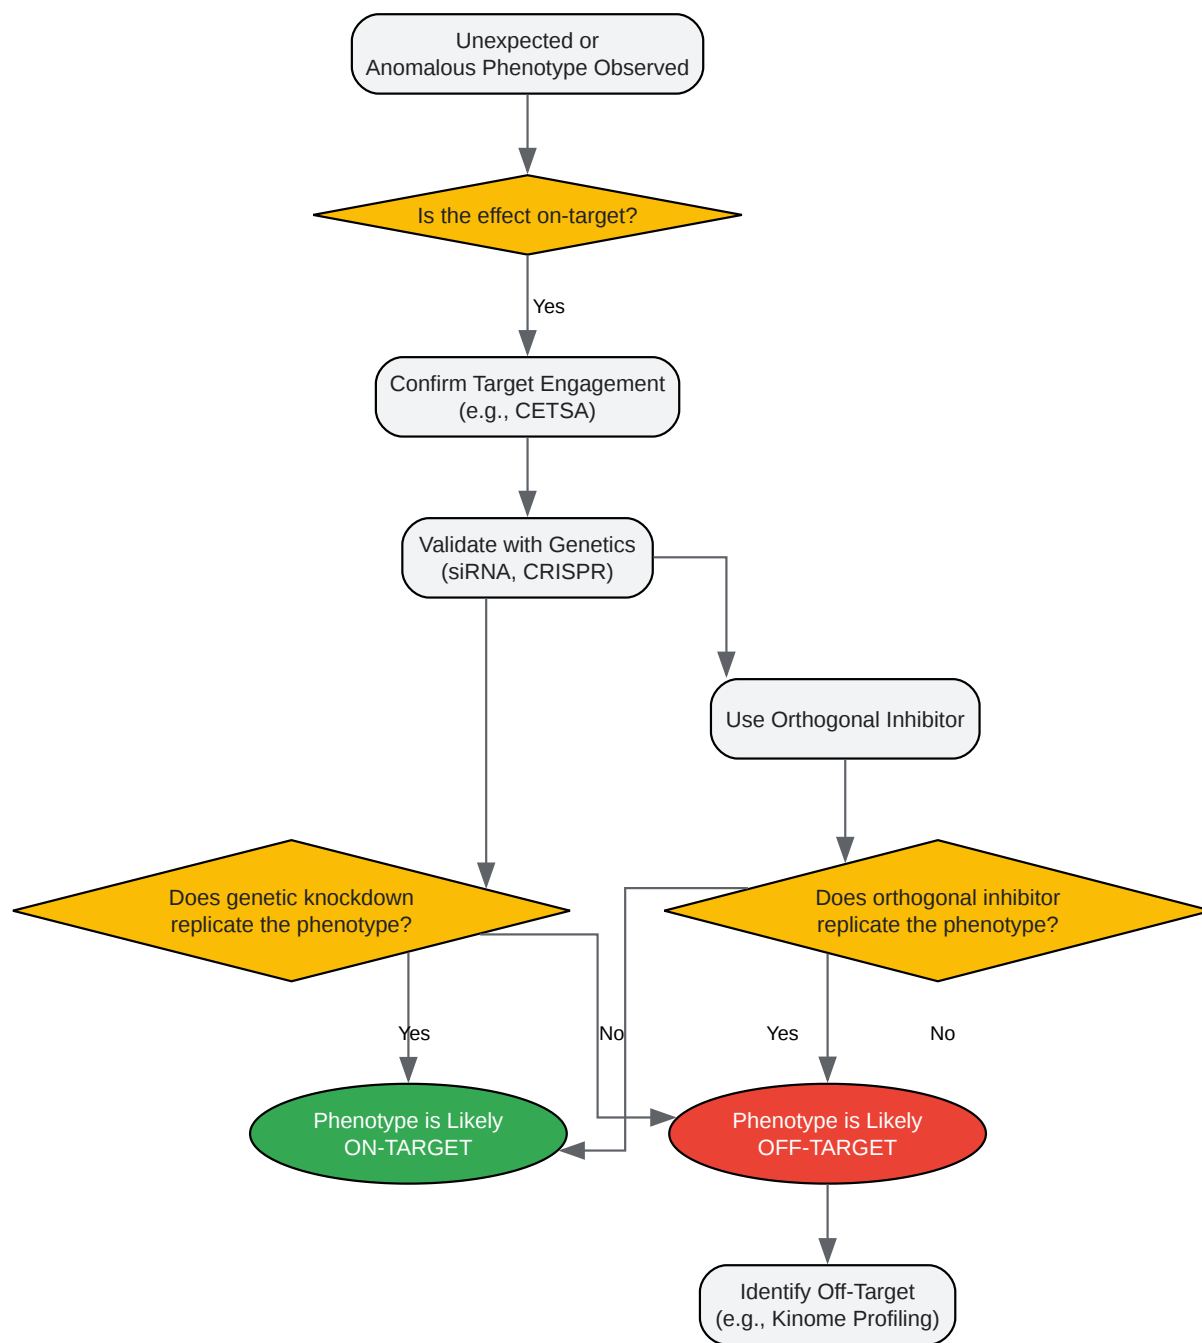 Unexpected or
Anomalous Phenotype Observed
Is the effect on-target?
Yes
Confirm Target Engagement
(e.g., CETSA)
Validate with Genetics
(siRNA, CRISPR)
Use Orthogonal Inhibitor
Does genetic knockdown
replicate the phenotype?
Does orthogonal inhibitor
replicate the phenotype?
Yes
No
Yes
No
Phenotype is Likely
ON-TARGET
Phenotype is Likely
OFF-TARGET
Identify Off-Target
(e.g., Kinome Profiling)